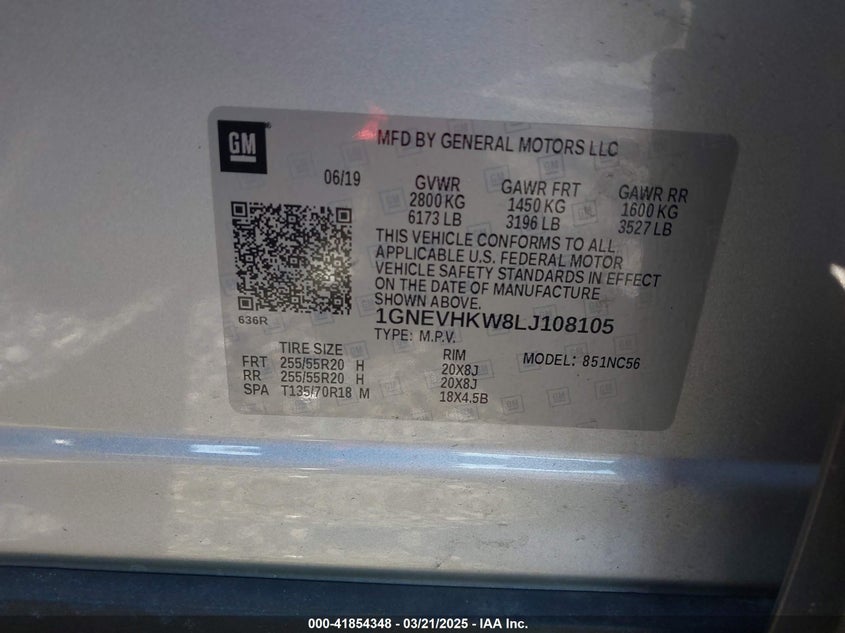 GM
MFD BY GENERAL MOTORS LLC
06/19
GVWR GAWR FRT GAWR RR
2800 KG 1450 KG 1600 KG
6173 LB 3196 LB 3527 LB
THIS VEHICLE CONFORMS TO ALL
APPLICABLE U.S. FEDERAL MOTOR
VEHICLE SAFETY STANDARDS IN EFFECT
ON THE DATE OF MANUFACTURE
SHOWN ABOVE.
636R
1GNEVHKW8LJ108105
TYPE: M.P.V.
TIRE SIZE RIM MODEL: 851NC56
FRT 255/55R20 H 20X8J
RR 255/55R20 H 20X8J
SPA T135/70R18 M 18X4.5B
000-41854348 - 03/21/2025 - IAA Inc.